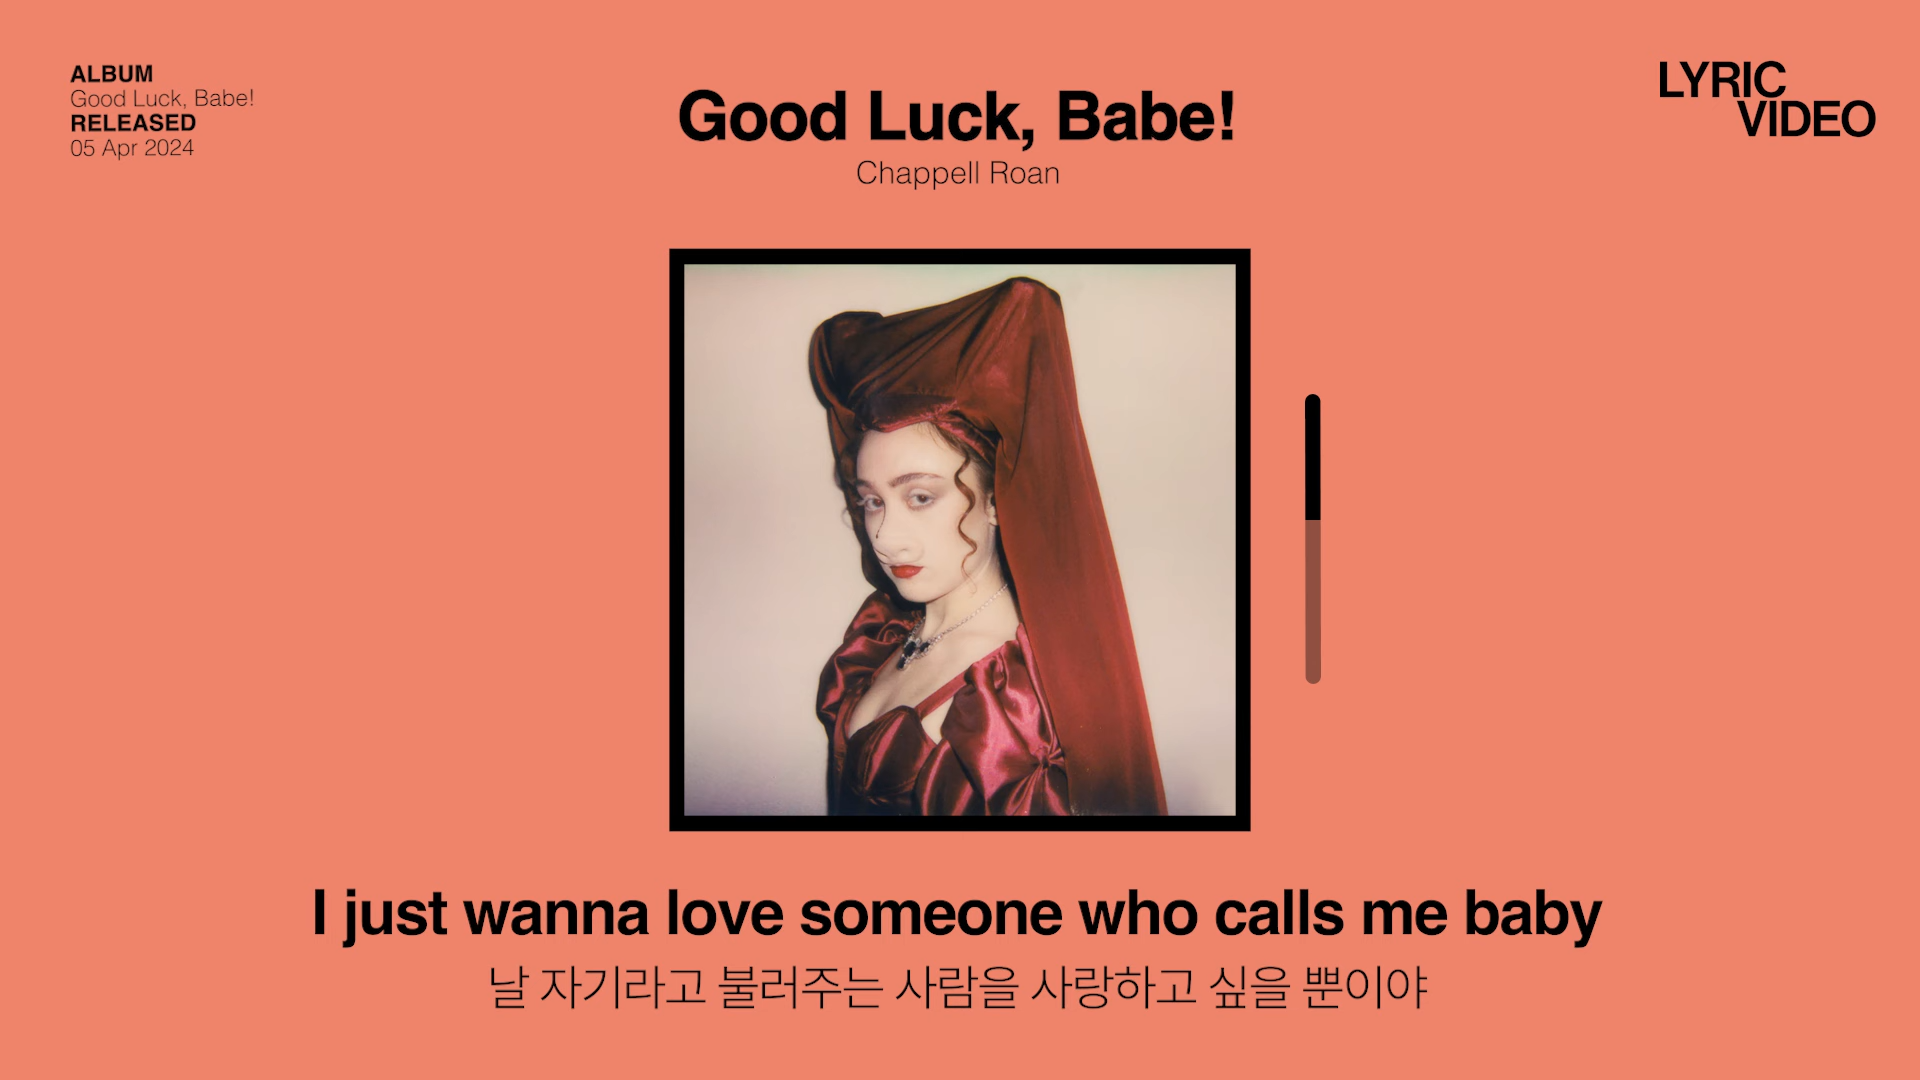 ALBUM
Good Luck, Babe!
RELEASED
05 Apr 2024
Good Luck, Babe!
Chappell Roan
LYRIC
VIDEO
I just wanna love someone who calls me baby
날 자기라고 불러주는 사람을 사랑하고 싶을 뿐이야